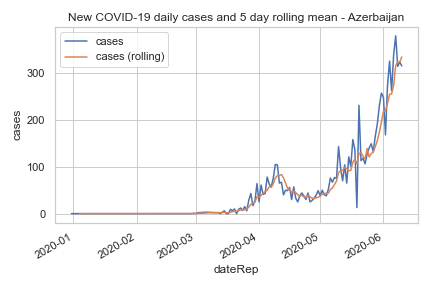 New COVID-19 daily cases and 5 day rolling mean - Azerbaijan
cases
cases (rolling)
300
200
100
0
cases
2020-01
2020-02
2020-03
2020-04
2020-05
2020-06
dateRep